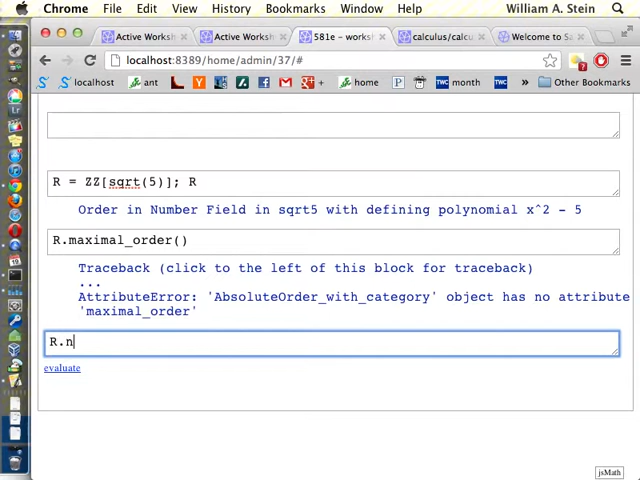 Chrome File Edit View History Bookmarks Window Help William A. Stein
Active Worksh
Active Worksh
581e – works
calculus/calcu
Welcome to Sa
localhost:8389/home/admin/37/#
localhost ant home month Other Bookmarks
R = ZZ[sqrt(5)]; R
Order in Number Field in sqrt5 with defining polynomial x^2 - 5
R.maximal_order()
Traceback (click to the left of this block for traceback)
...
AttributeError: 'AbsoluteOrder_with_category' object has no attribute
'maximal_order'
R.n
evaluate
jsMath